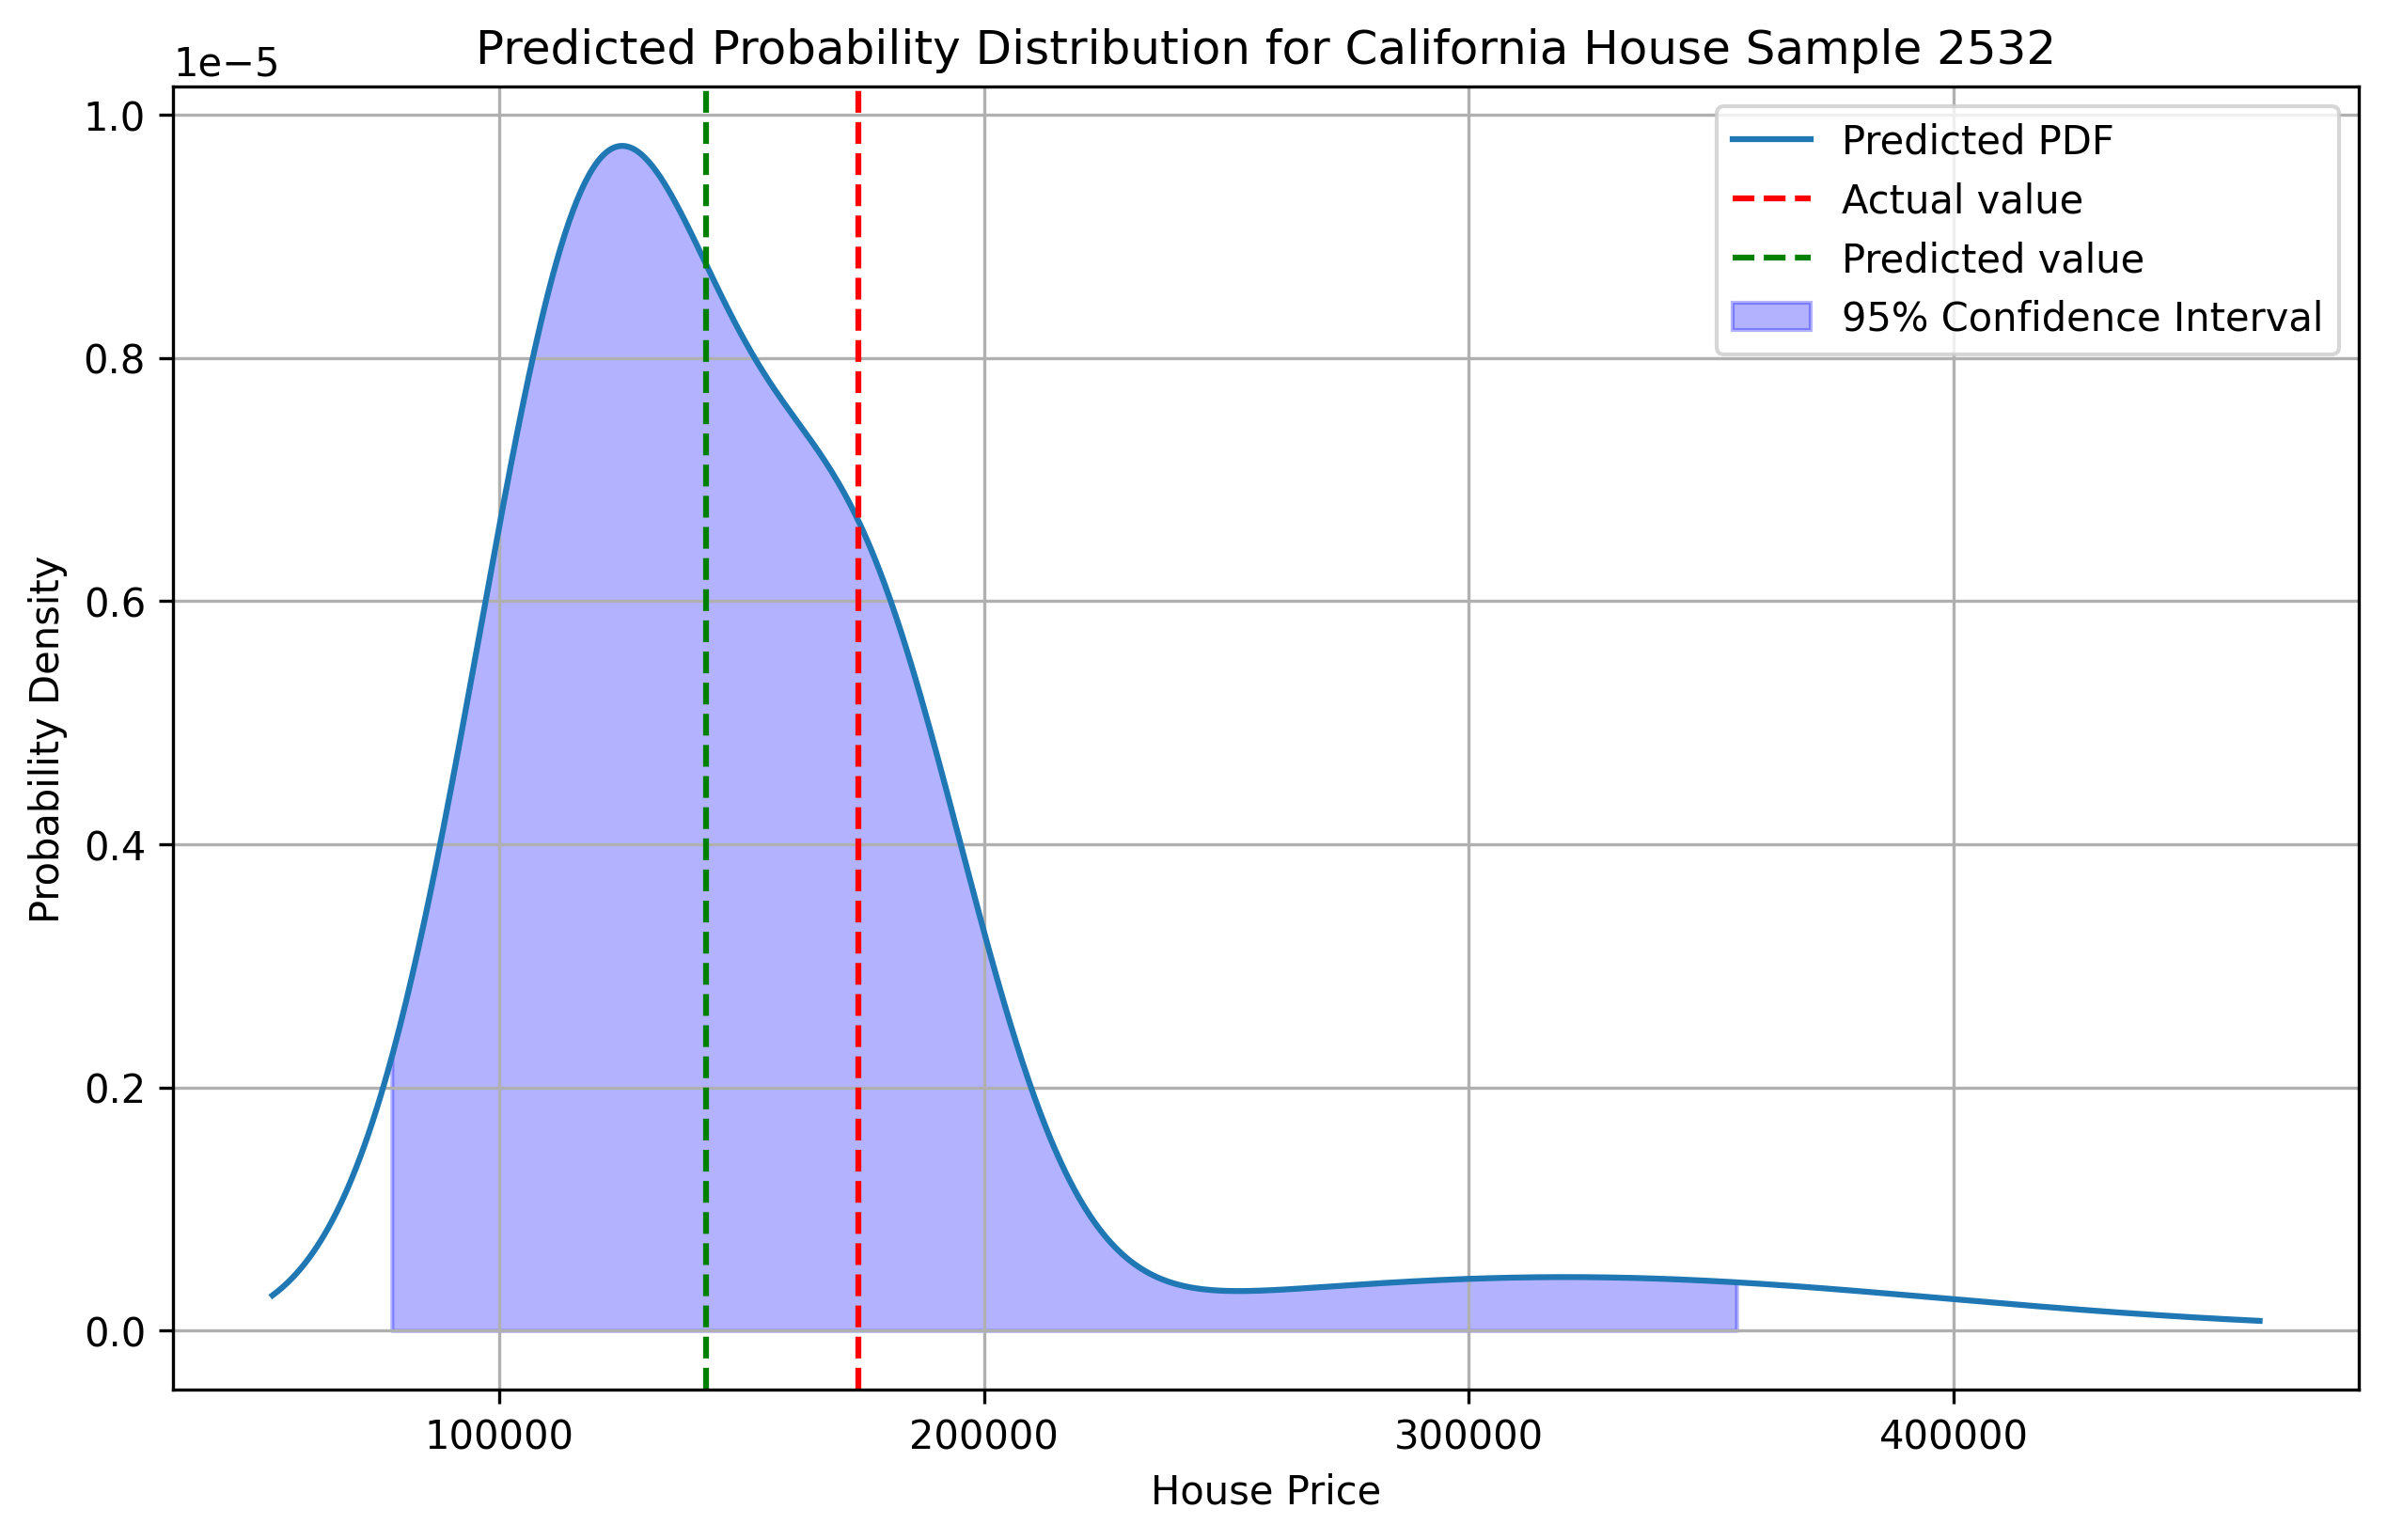 Predicted Probability Distribution for California House Sample 2532
1e−5
1.0
0.8
0.6
0.4
0.2
0.0
Probability Density
Predicted PDF
Actual value
Predicted value
95% Confidence Interval
100000
200000
300000
400000
House Price